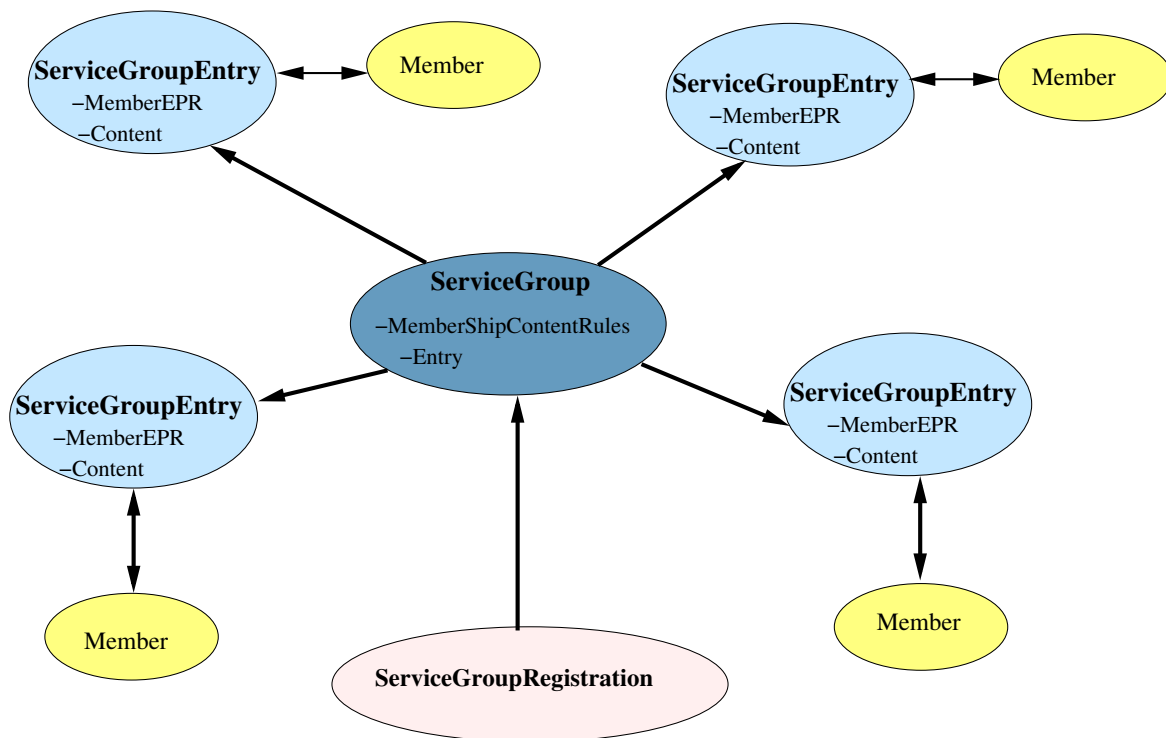 ServiceGroupEntry
−MemberEPR
−Content
Member
ServiceGroupEntry
−MemberEPR
−Content
Member
ServiceGroup
−MemberShipContentRules
−Entry
ServiceGroupEntry
−MemberEPR
−Content
ServiceGroupEntry
−MemberEPR
−Content
Member
Member
ServiceGroupRegistration